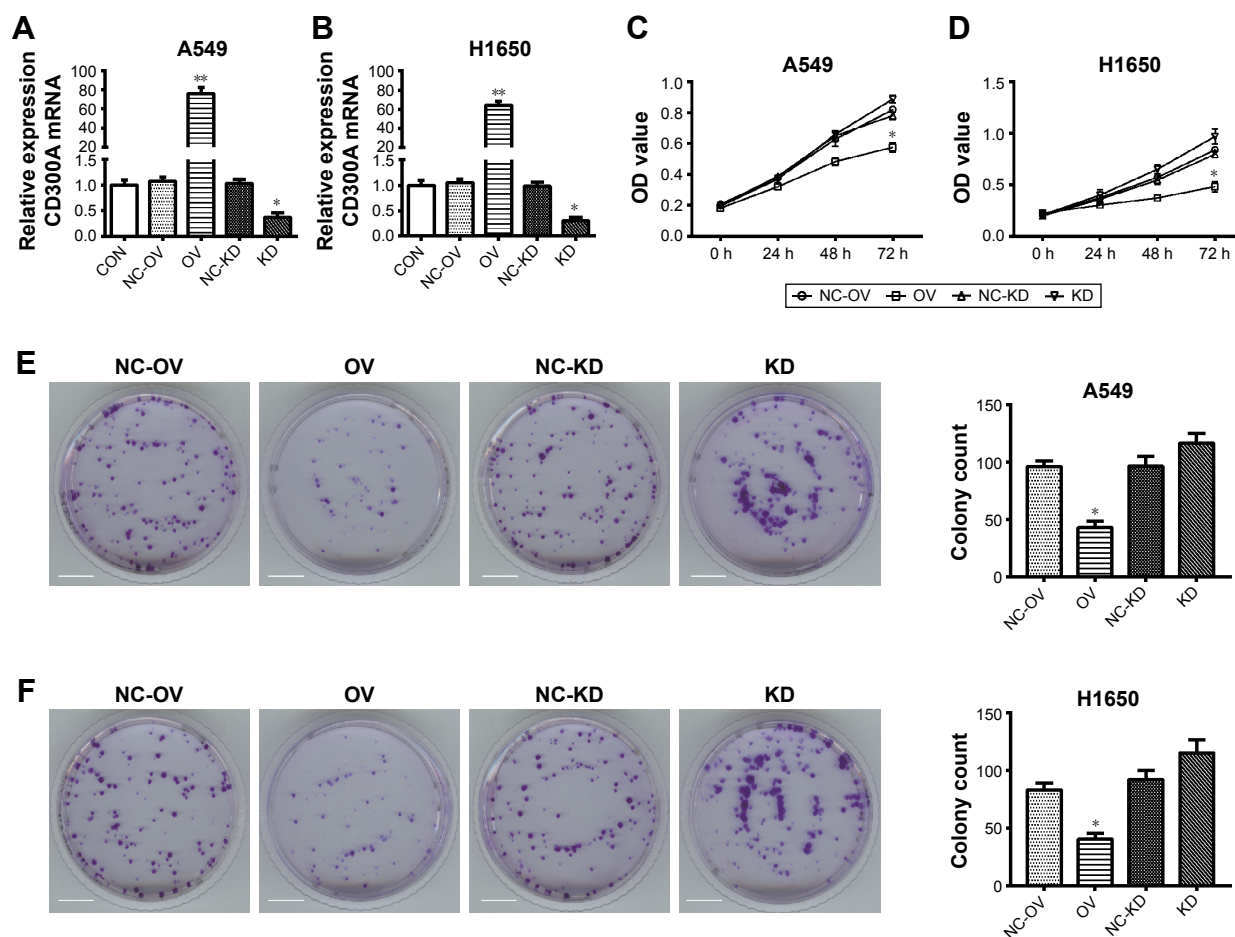 A
B
C
D
A549
H1650
A549
H1650
Relative expression
CD300A mRNA
100
80
60
40
20
1.5
1.0
0.5
0.0
**
*
CON
NC-OV
OV
NC-KD
KD
Relative expression
CD300A mRNA
100
80
60
40
20
1.5
1.0
0.5
0.0
**
*
CON
NC-OV
OV
NC-KD
KD
OD value
1.0
0.8
0.6
0.4
0.2
0.0
*
0 h
24 h
48 h
72 h
OD value
1.5
1.0
0.5
0.0
*
0 h
24 h
48 h
72 h
NC-OV OV NC-KD KD
E
NC-OV
OV
NC-KD
KD
A549
Colony count
150
100
50
0
*
NC-OV
OV
NC-KD
KD
F
NC-OV
OV
NC-KD
KD
H1650
Colony count
150
100
50
0
*
NC-OV
OV
NC-KD
KD